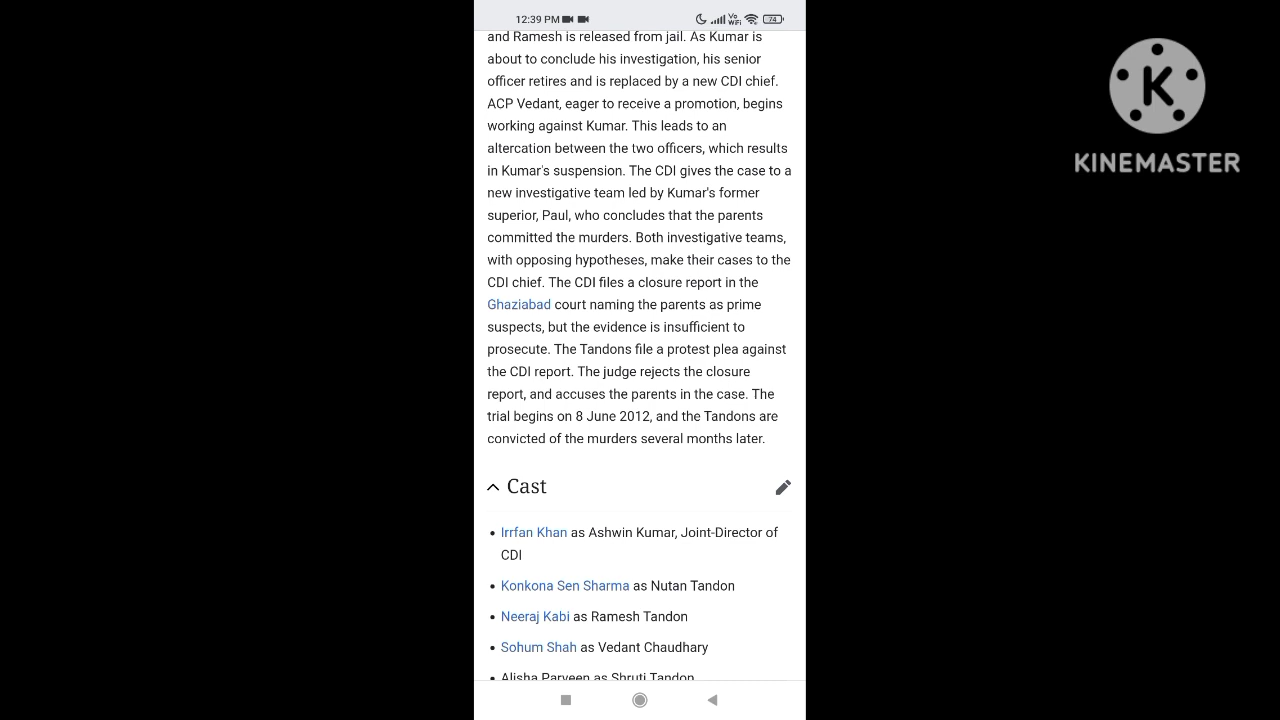 12:39 PM
Vo
WiFi
74
and Ramesh is released from jail. As Kumar is
about to conclude his investigation, his senior
officer retires and is replaced by a new CDI chief.
ACP Vedant, eager to receive a promotion, begins
working against Kumar. This leads to an
altercation between the two officers, which results
in Kumar's suspension. The CDI gives the case to a
new investigative team led by Kumar's former
superior, Paul, who concludes that the parents
committed the murders. Both investigative teams,
with opposing hypotheses, make their cases to the
CDI chief. The CDI files a closure report in the
Ghaziabad court naming the parents as prime
suspects, but the evidence is insufficient to
prosecute. The Tandons file a protest plea against
the CDI report. The judge rejects the closure
report, and accuses the parents in the case. The
trial begins on 8 June 2012, and the Tandons are
convicted of the murders several months later.
Cast
• Irrfan Khan as Ashwin Kumar, Joint-Director of
CDI
• Konkona Sen Sharma as Nutan Tandon
• Neeraj Kabi as Ramesh Tandon
• Sohum Shah as Vedant Chaudhary
• Alisha Parveen as Shruti Tandon
K
KINEMASTER